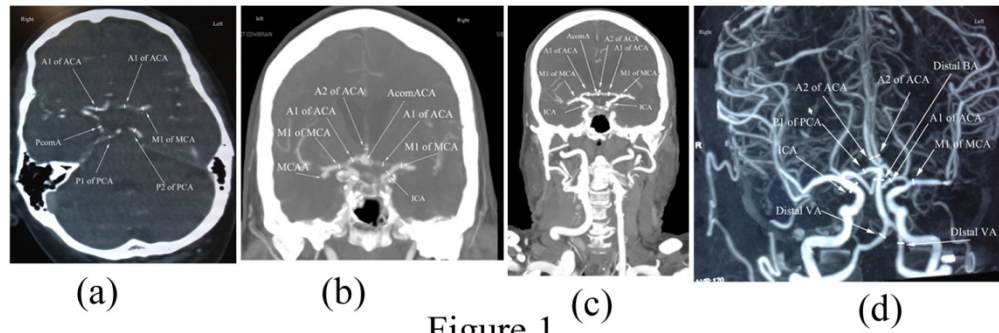 Right
Left
A1 of ACA
A1 of ACA
PcomA
M1 of MCA
P1 of PCA
P2 of PCA
(a)
left
Right
A2 of ACA
AcomACA
A1 of ACA
A1 of ACA
M1 of MCA
M1 of MCA
MCAA
ICA
(b)
Right
Left
AcomA
A2 of ACA
A1 of ACA
A1 of ACA
M1 of MCA
M1 of MCA
ICA
ICA
(c)
Right
Left
R
Distal BA
A2 of ACA
A2 of ACA
P1 of PCA
A1 of ACA
ICA
M1 of MCA
Distal VA
DIstal VA
(d)
Figure 1